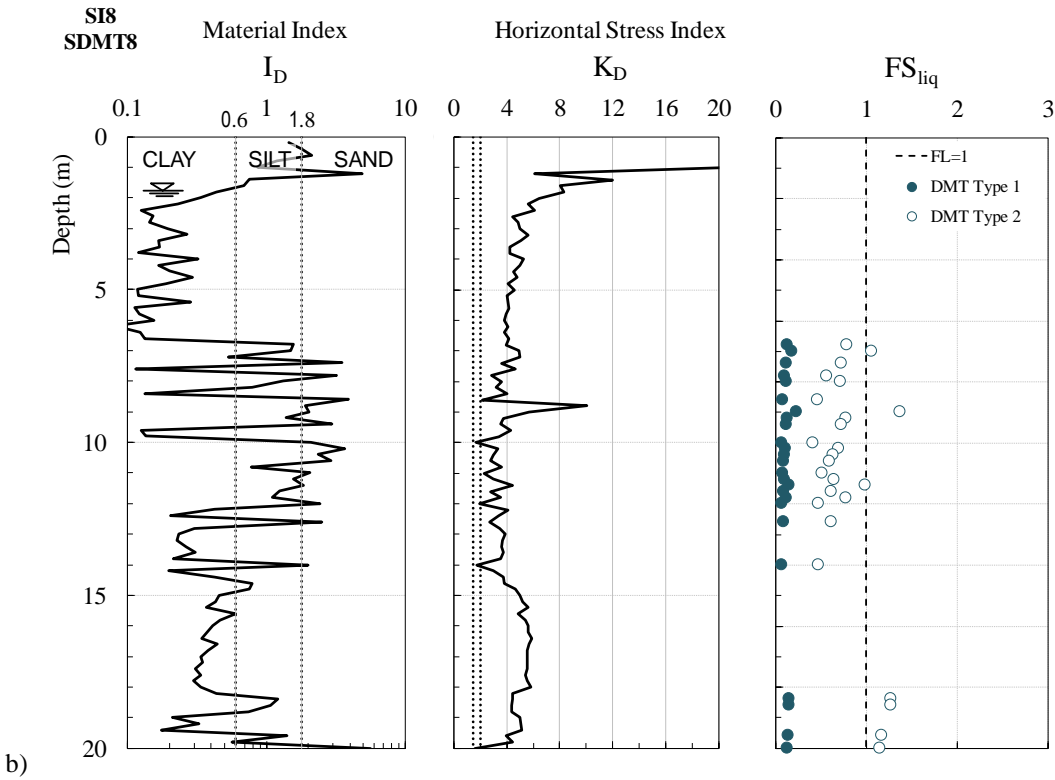 SI8
SDMT8
Material Index
I_D
Horizontal Stress Index
K_D
FS_liq
0.1 1 10
0.6 1.8
0 4 8 12 16 20
0 1 2 3
CLAY SILT SAND
FL=1
DMT Type 1
DMT Type 2
Depth (m)
0
5
10
15
20
b)